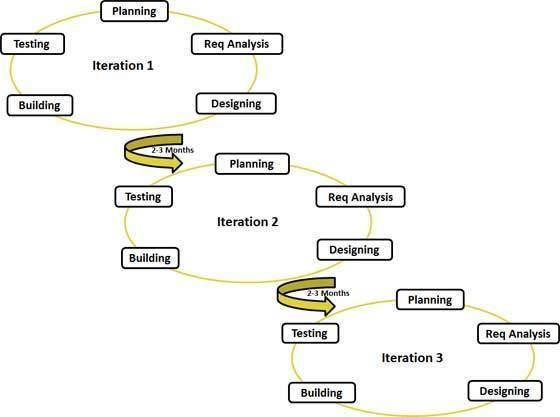 Planning
Testing
Req Analysis
Iteration 1
Building
Designing
2-3 Months
Planning
Testing
Req Analysis
Iteration 2
Designing
Building
2-3 Months
Planning
Testing
Req Analysis
Iteration 3
Building
Designing